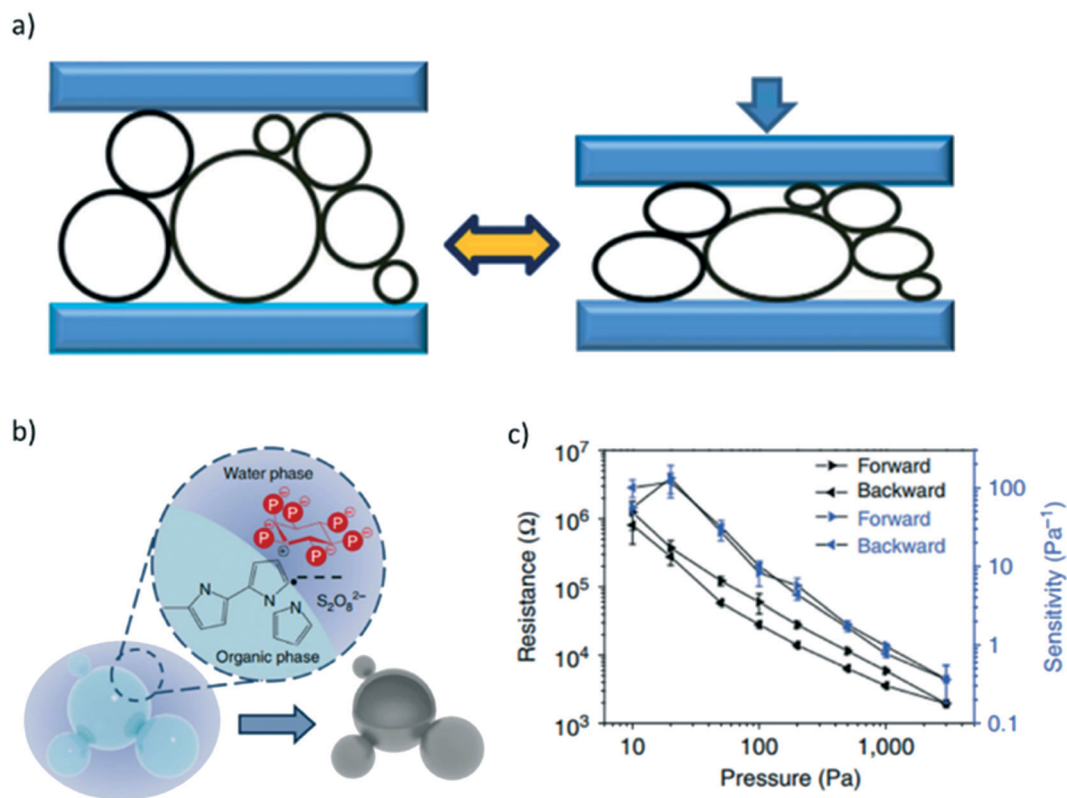 a)
b)
Water phase
P
P
P
P
P
P
N
N
N
N
S₂O₈²⁻
Organic phase
c)
10⁷
10⁶
10⁵
10⁴
10³
Resistance (Ω)
Forward
Backward
Forward
Backward
100
10
1
0.1
Sensitivity (Pa⁻¹)
10
100
1,000
Pressure (Pa)